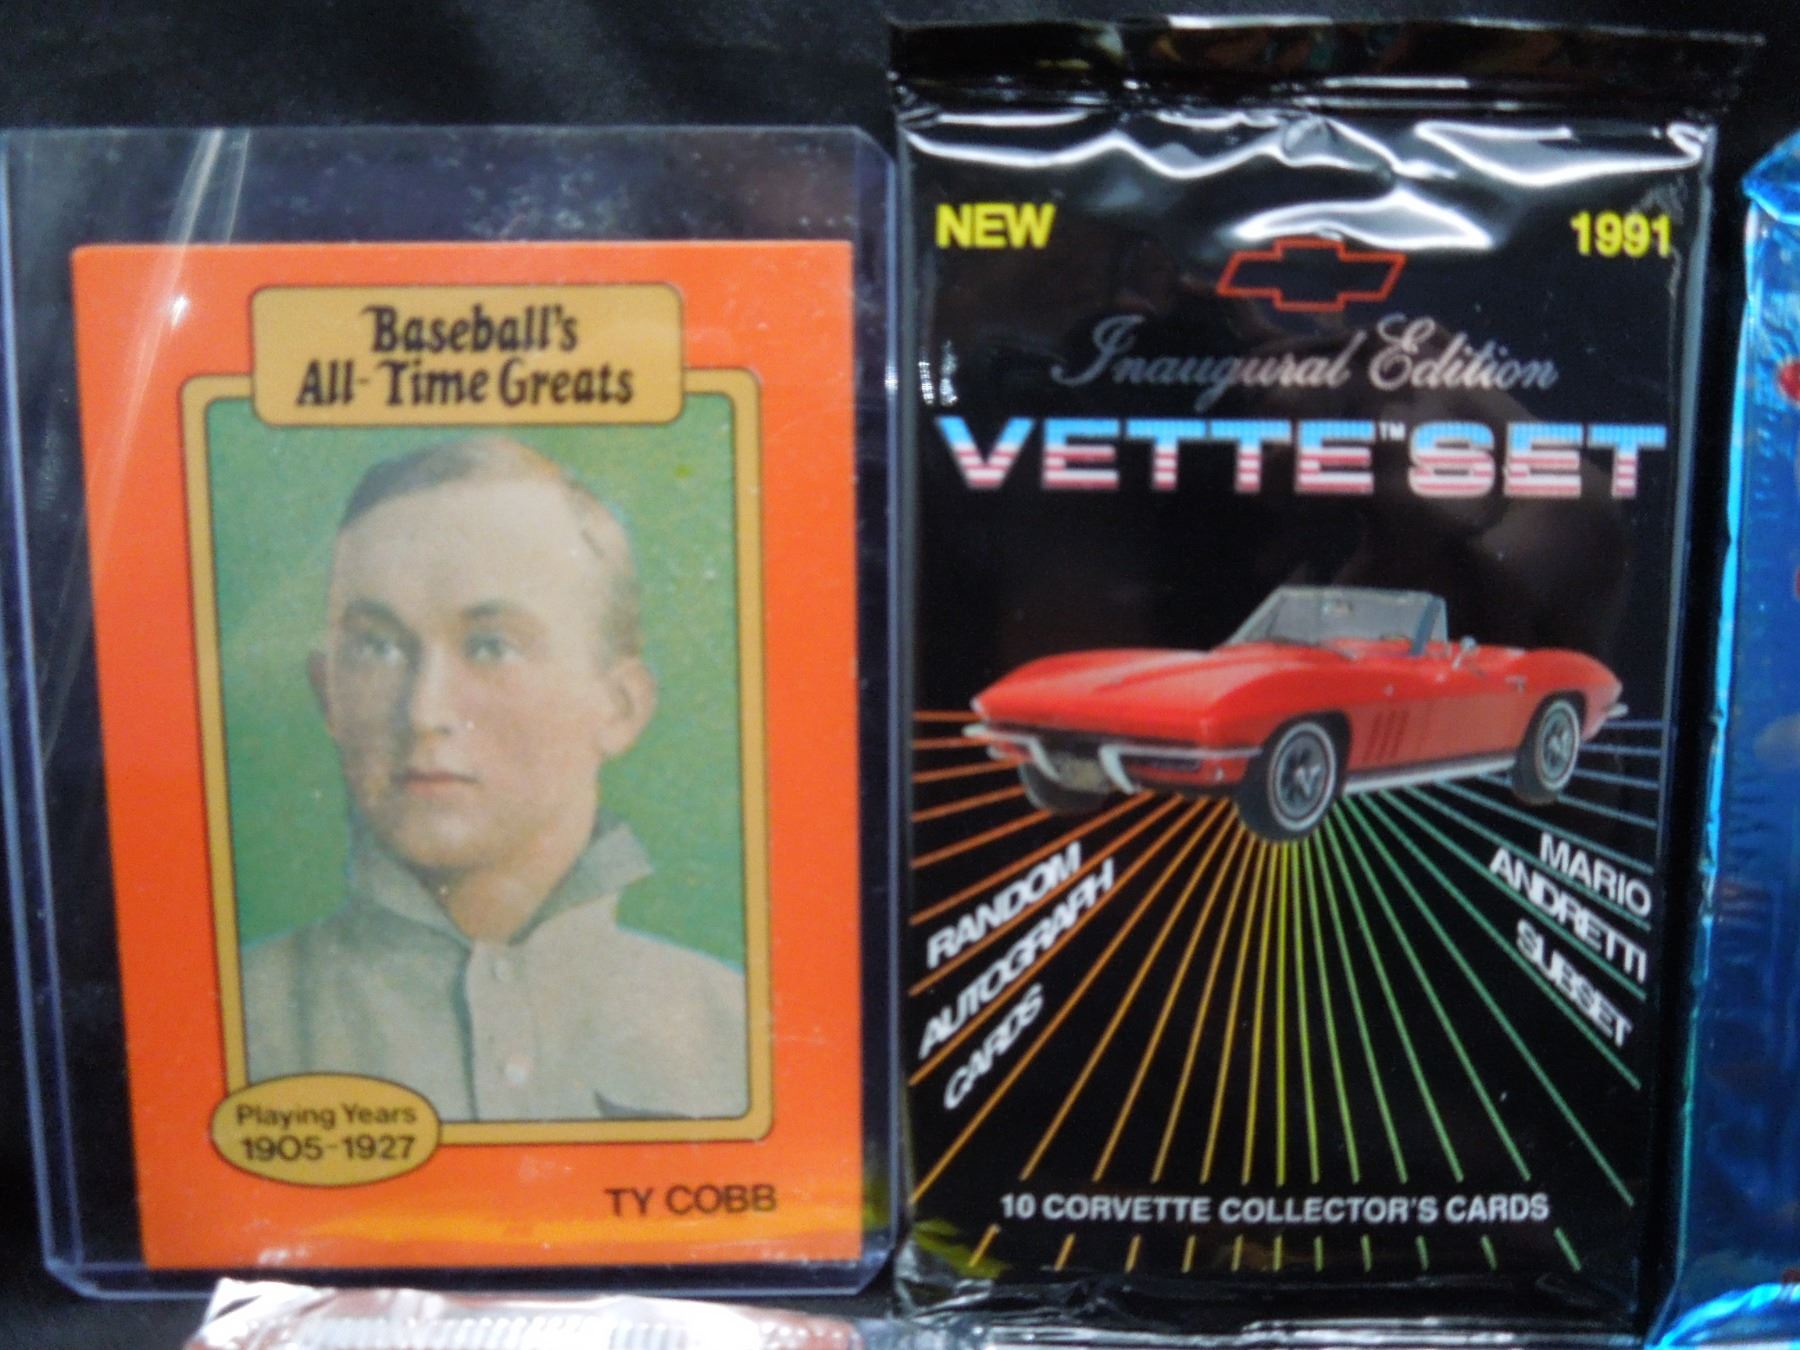 Baseball's
All-Time Greats
Playing Years
1905-1927
TY COBB
NEW
1991
Inaugural Edition
VETTE™ SET
RANDOM
AUTOGRAPH
CARDS
MARIO
ANDRETTI
SUBSET
10 CORVETTE COLLECTOR'S CARDS